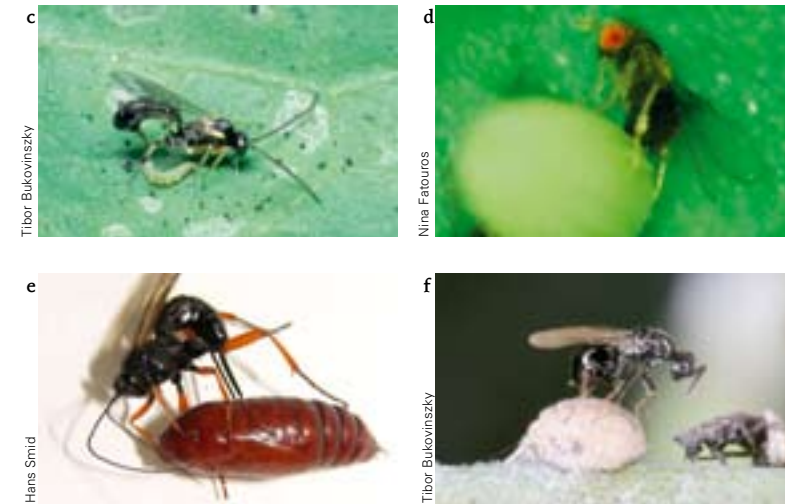 c
Tibor Bukovinszky
d
Nina Fatouros
e
Hans Smid
f
Tibor Bukovinszky